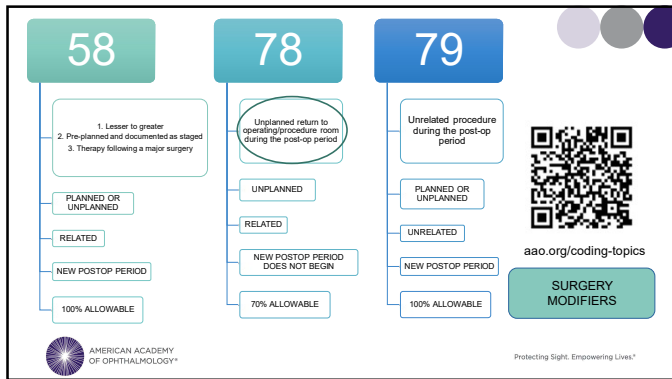 58
1. Lesser to greater
2. Pre-planned and documented as staged
3. Therapy following a major surgery
PLANNED OR
UNPLANNED
RELATED
NEW POSTOP PERIOD
100% ALLOWABLE
78
Unplanned return to
operating/procedure room
during the post-op period
UNPLANNED
RELATED
NEW POSTOP PERIOD
DOES NOT BEGIN
70% ALLOWABLE
79
Unrelated procedure
during the post-op
period
PLANNED OR
UNPLANNED
UNRELATED
NEW POSTOP PERIOD
100% ALLOWABLE
aao.org/coding-topics
SURGERY
MODIFIERS
AMERICAN ACADEMY
OF OPHTHALMOLOGY®
Protecting Sight. Empowering Lives.®